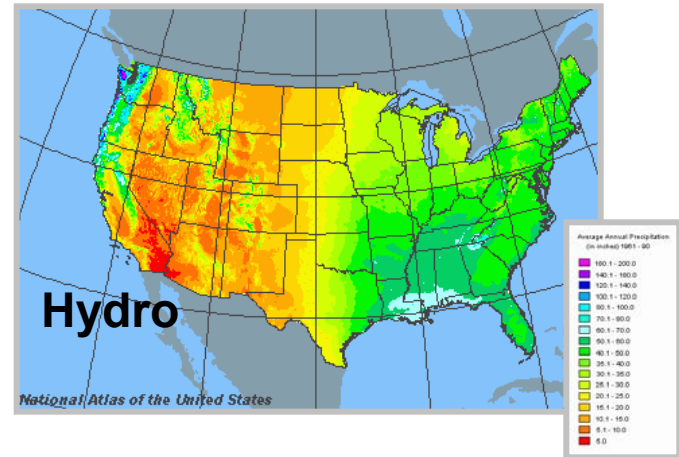 Hydro
National Atlas of the United States
Average Annual Precipitation
(in inches) 1961 - 90
180.1 - 200.0
140.1 - 180.0
120.1 - 140.0
100.1 - 120.0
80.1 - 100.0
70.1 - 80.0
60.1 - 70.0
50.1 - 60.0
40.1 - 50.0
35.1 - 40.0
30.1 - 35.0
25.1 - 30.0
20.1 - 25.0
15.1 - 20.0
10.1 - 15.0
5.1 - 10.0
5.0